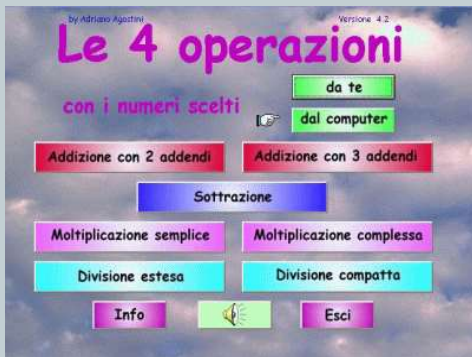 by Adriano Agostini Versione 4.2
Le 4 operazioni
con i numeri scelti
da te
dal computer
Addizione con 2 addendi Addizione con 3 addendi
Sottrazione
Moltiplicazione semplice Moltiplicazione complessa
Divisione estesa Divisione compatta
Info Esci